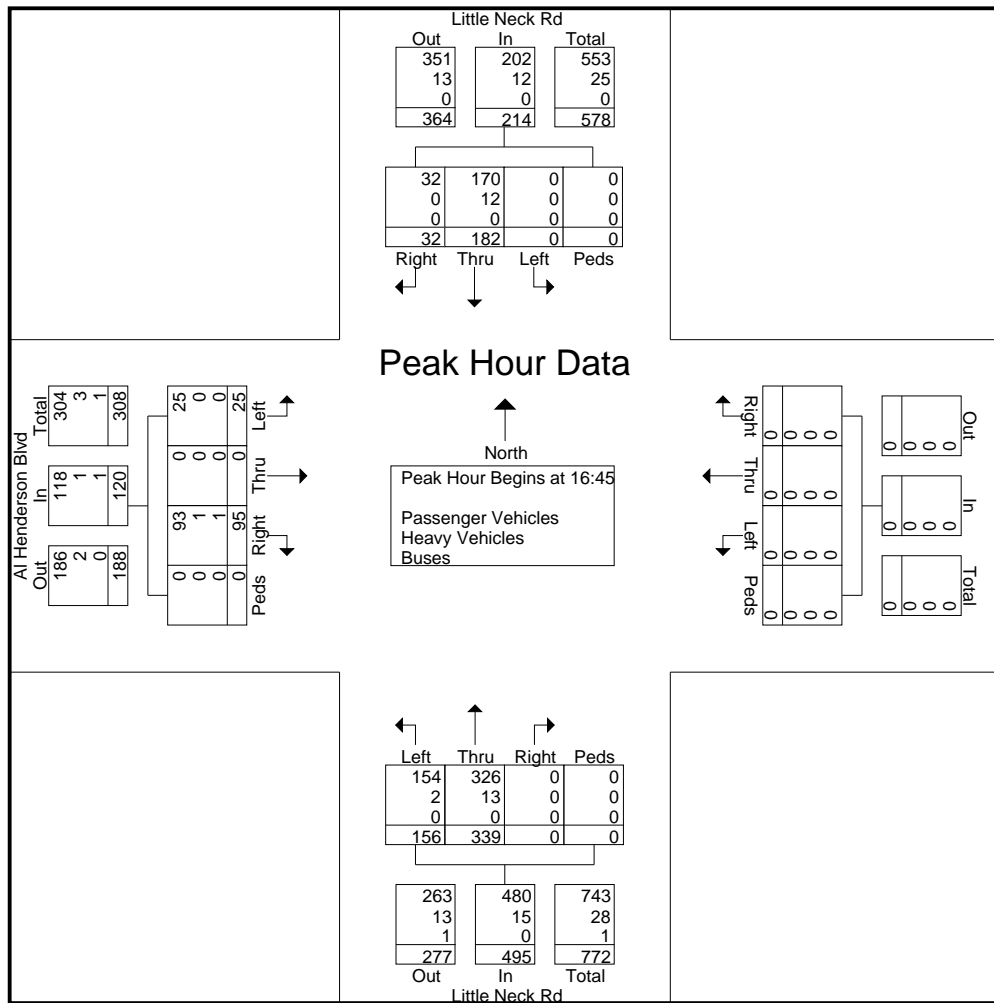 Little Neck Rd
Out In Total
351 202 553
13 12 25
0 0 0
364 214 578
32 170 0 0
0 12 0 0
0 0 0 0
32 182 0 0
Right Thru Left Peds
Peak Hour Data
Al Henderson Blvd
Total
304 3 1 308
In
118 1 1 120
Out
186 2 0 188
25 0 0 25
Left
0 0 0 0
Thru
93 1 1 95
Right
0 0 0 0
Peds
North
Peak Hour Begins at 16:45
Passenger Vehicles
Heavy Vehicles
Buses
Right
0 0 0 0
Thru
0 0 0 0
Left
0 0 0 0
Peds
0 0 0 0
Out
0 0 0 0
In
0 0 0 0
Total
0 0 0 0
Left Thru Right Peds
154 326 0 0
2 13 0 0
0 0 0 0
156 339 0 0
263 480 743
13 15 28
1 0 1
277 495 772
Out In Total
Little Neck Rd